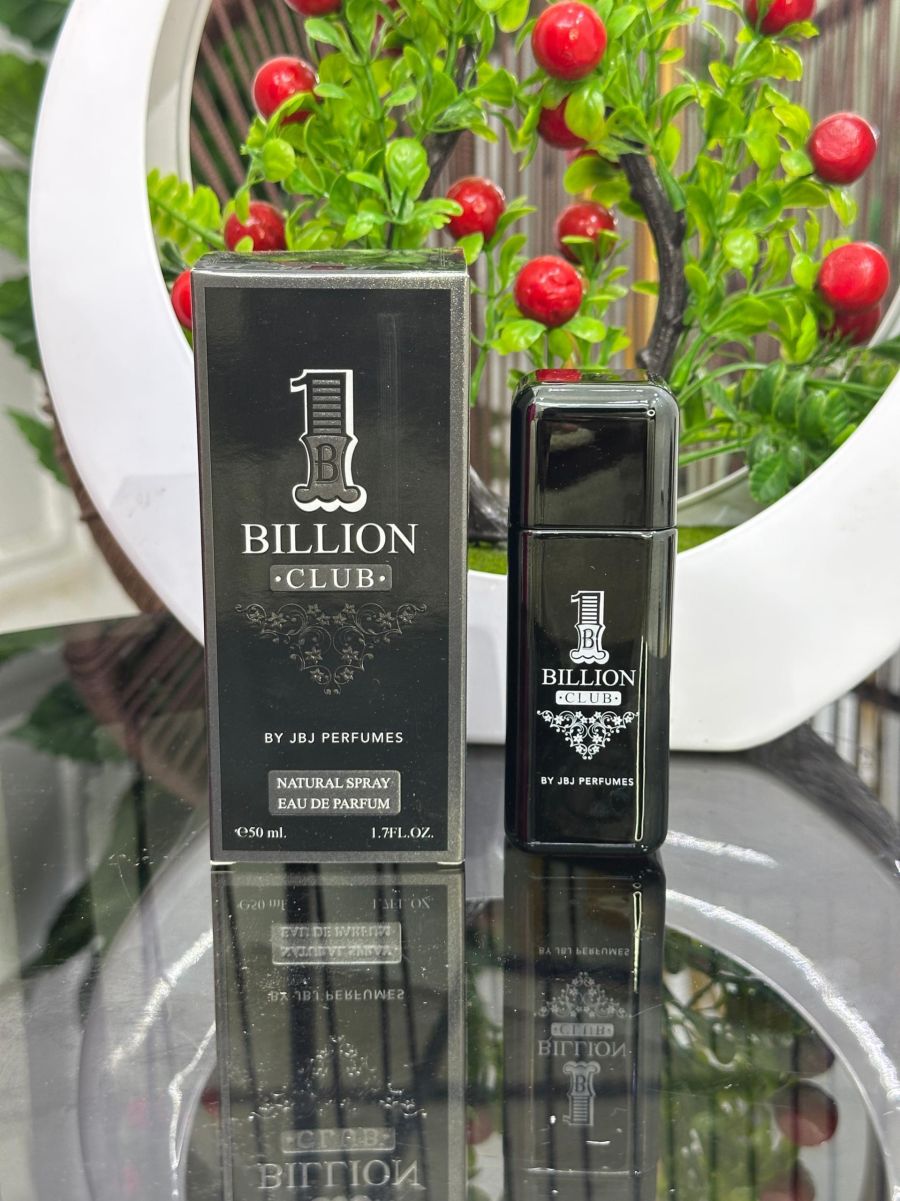 1
B
BILLION
·CLUB·
BY JBJ PERFUMES
NATURAL SPRAY
EAU DE PARFUM
℮50 ml. 1.7FL.OZ.
1
B
BILLION
·CLUB·
BY JBJ PERFUMES